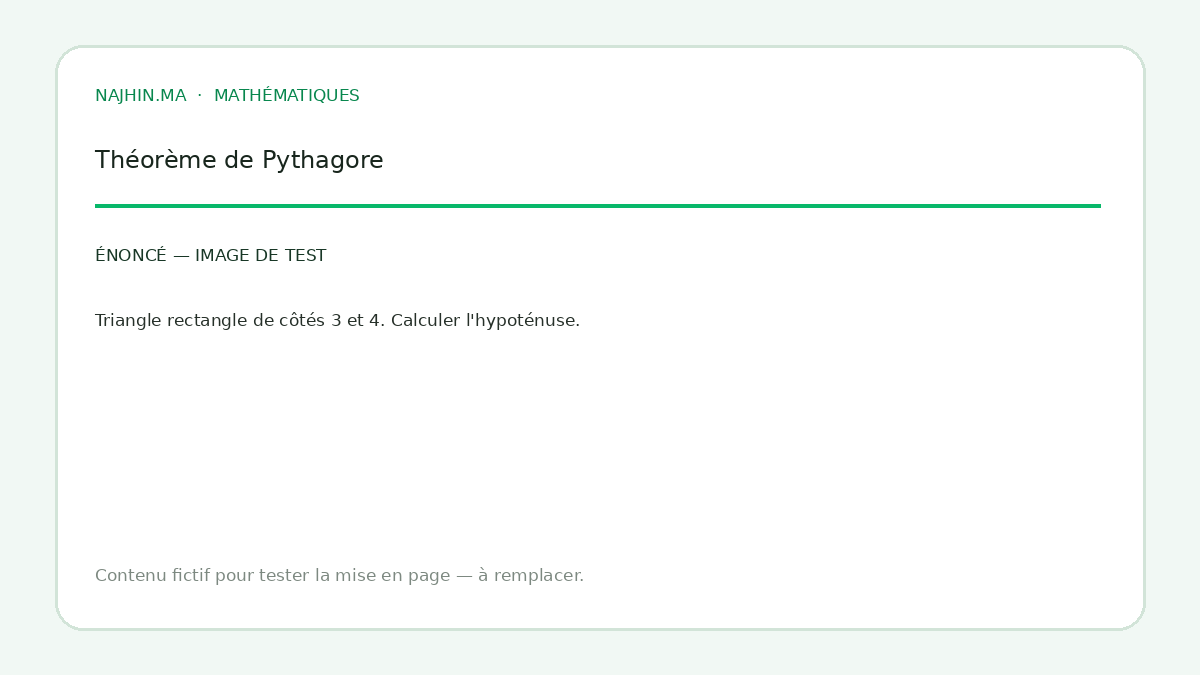 NAJHIN.MA · MATHÉMATIQUES
Théorème de Pythagore
ÉNONCÉ — IMAGE DE TEST
Triangle rectangle de côtés 3 et 4. Calculer l'hypoténuse.
Contenu fictif pour tester la mise en page — à remplacer.